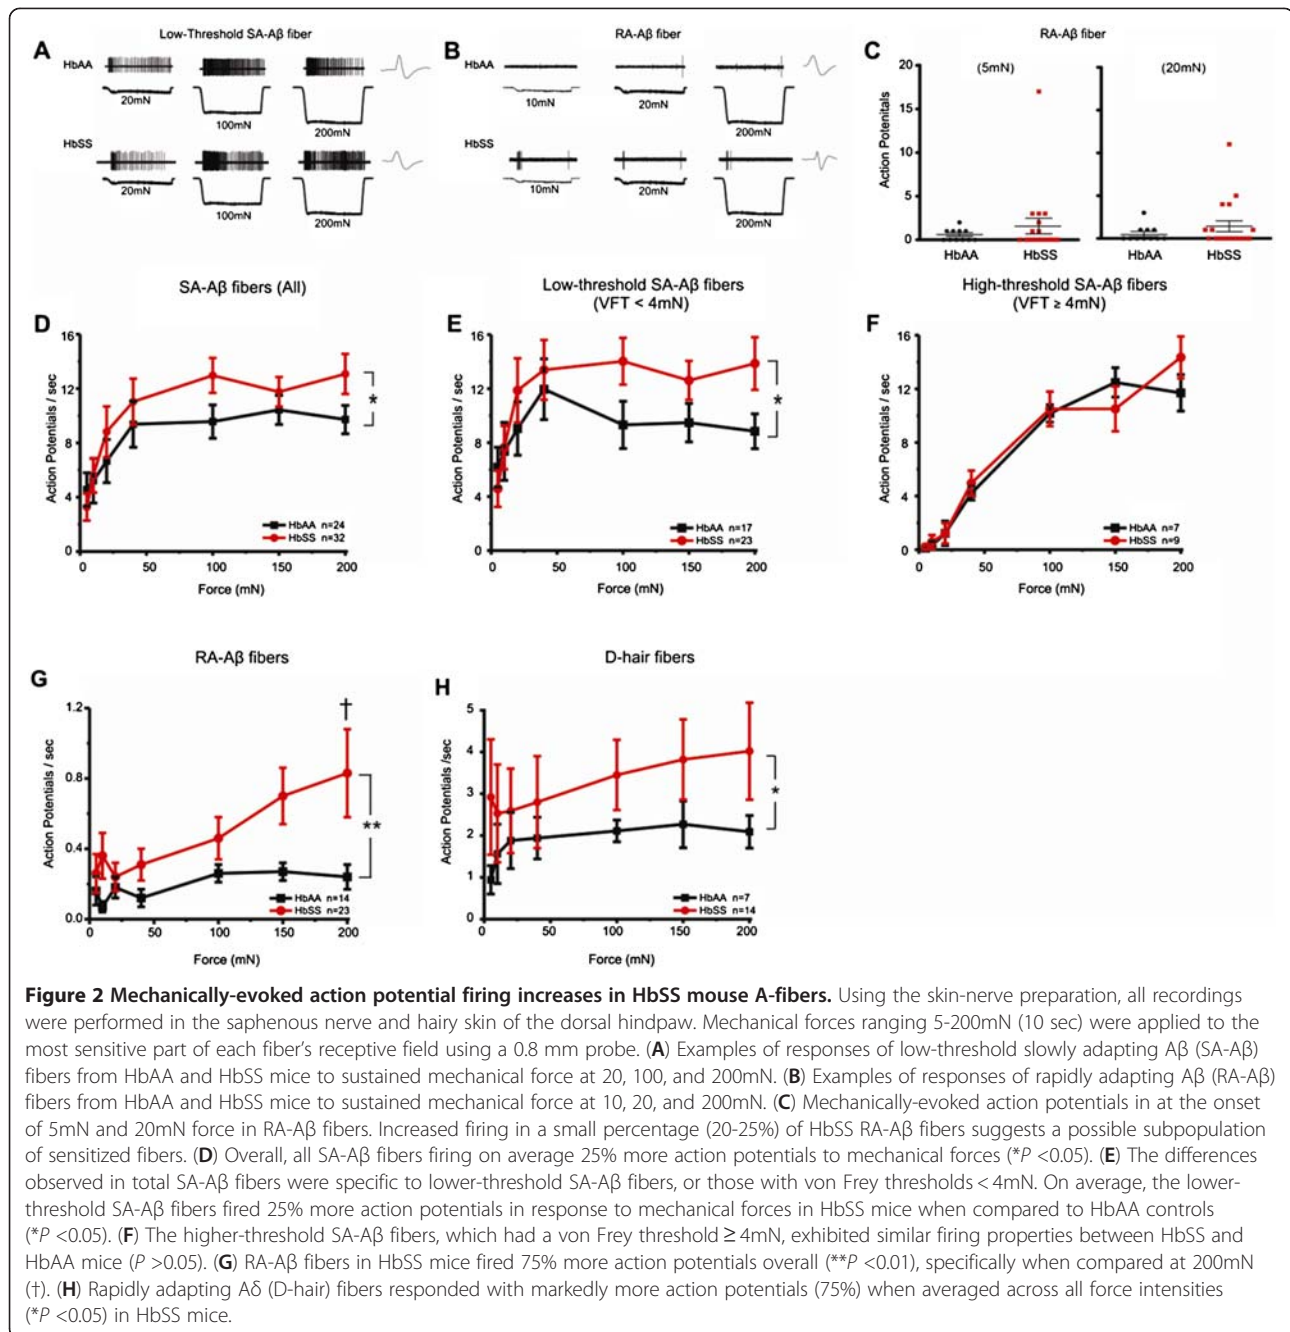 A
Low-Threshold SA-Aβ fiber
HbAA
20mN
100mN
200mN
HbSS
20mN
100mN
200mN
B
RA-Aβ fiber
HbAA
10mN
20mN
200mN
HbSS
10mN
20mN
200mN
C
RA-Aβ fiber
(5mN)
(20mN)
Action Potenitals
20
15
10
5
0
HbAA
HbSS
HbAA
HbSS
D
SA-Aβ fibers (All)
Action Potentials / sec
16
12
8
4
0
*
HbAA n=24
HbSS n=32
0
50
100
150
200
Force (mN)
E
Low-threshold SA-Aβ fibers
(VFT < 4mN)
Action Potentials / sec
16
12
8
4
0
*
HbAA n=17
HbSS n=23
0
50
100
150
200
Force (mN)
F
High-threshold SA-Aβ fibers
(VFT ≥ 4mN)
Action Potentials / sec
16
12
8
4
0
HbAA n=7
HbSS n=9
0
50
100
150
200
Force (mN)
G
RA-Aβ fibers
Action Potentials / sec
1.2
0.8
0.4
0.0
†
**
HbAA n=14
HbSS n=23
0
50
100
150
200
Force (mN)
H
D-hair fibers
Action Potentials /sec
5
4
3
2
1
0
*
HbAA n=7
HbSS n=14
0
50
100
150
200
Force (mN)
Figure 2 Mechanically-evoked action potential firing increases in HbSS mouse A-fibers. Using the skin-nerve preparation, all recordings
were performed in the saphenous nerve and hairy skin of the dorsal hindpaw. Mechanical forces ranging 5-200mN (10 sec) were applied to the
most sensitive part of each fiber's receptive field using a 0.8 mm probe. (A) Examples of responses of low-threshold slowly adapting Aβ (SA-Aβ)
fibers from HbAA and HbSS mice to sustained mechanical force at 20, 100, and 200mN. (B) Examples of responses of rapidly adapting Aβ (RA-Aβ)
fibers from HbAA and HbSS mice to sustained mechanical force at 10, 20, and 200mN. (C) Mechanically-evoked action potentials in at the onset
of 5mN and 20mN force in RA-Aβ fibers. Increased firing in a small percentage (20-25%) of HbSS RA-Aβ fibers suggests a possible subpopulation
of sensitized fibers. (D) Overall, all SA-Aβ fibers firing on average 25% more action potentials to mechanical forces (*P <0.05). (E) The differences
observed in total SA-Aβ fibers were specific to lower-threshold SA-Aβ fibers, or those with von Frey thresholds < 4mN. On average, the lower-
threshold SA-Aβ fibers fired 25% more action potentials in response to mechanical forces in HbSS mice when compared to HbAA controls
(*P <0.05). (F) The higher-threshold SA-Aβ fibers, which had a von Frey threshold ≥ 4mN, exhibited similar firing properties between HbSS and
HbAA mice (P >0.05). (G) RA-Aβ fibers in HbSS mice fired 75% more action potentials overall (**P <0.01), specifically when compared at 200mN
(†). (H) Rapidly adapting Aδ (D-hair) fibers responded with markedly more action potentials (75%) when averaged across all force intensities
(*P <0.05) in HbSS mice.